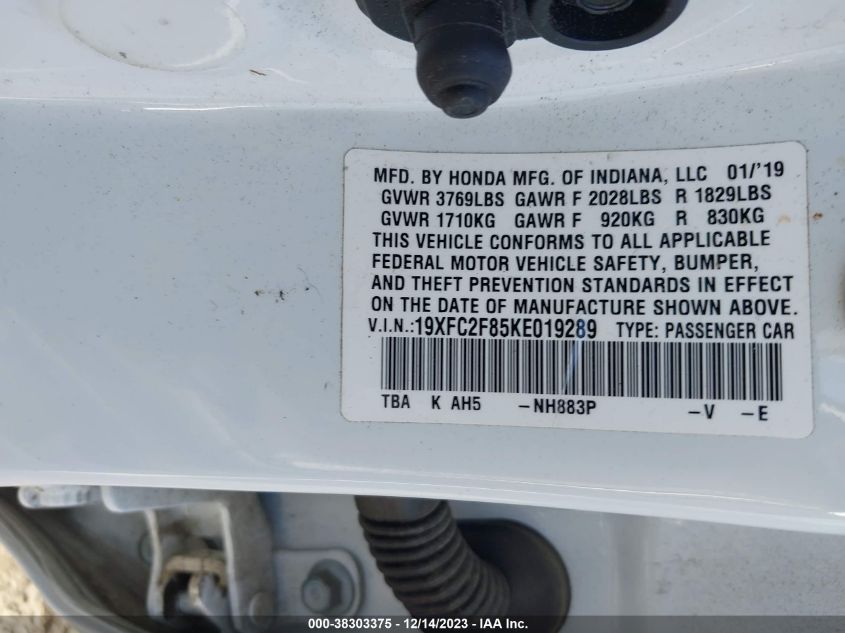 MFD. BY HONDA MFG. OF INDIANA, LLC 01/'19
GVWR 3769LBS GAWR F 2028LBS R 1829LBS
GVWR 1710KG GAWR F 920KG R 830KG
THIS VEHICLE CONFORMS TO ALL APPLICABLE
FEDERAL MOTOR VEHICLE SAFETY, BUMPER,
AND THEFT PREVENTION STANDARDS IN EFFECT
ON THE DATE OF MANUFACTURE SHOWN ABOVE.
V.I.N.:19XFC2F85KE019289 TYPE: PASSENGER CAR
TBA K AH5 –NH883P –V –E
000-38303375 - 12/14/2023 - IAA Inc.